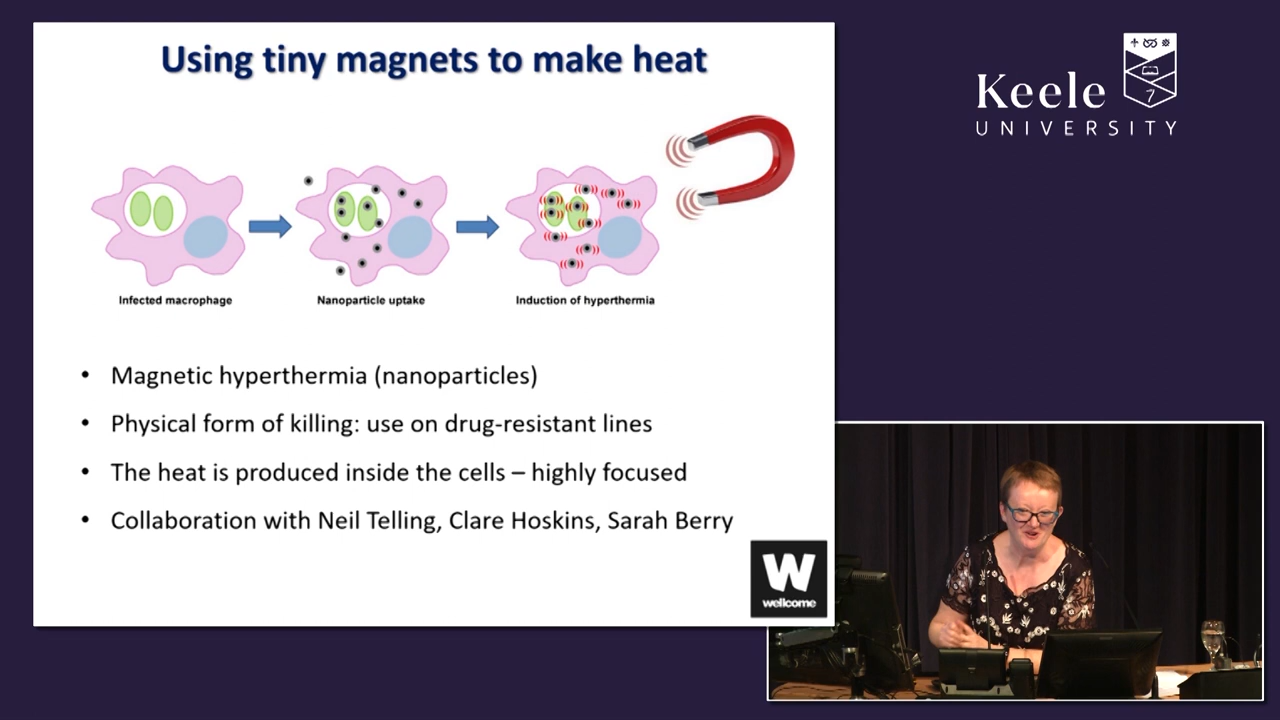 Using tiny magnets to make heat
Infected macrophage
Nanoparticle uptake
Induction of hyperthermia
• Magnetic hyperthermia (nanoparticles)
• Physical form of killing: use on drug-resistant lines
• The heat is produced inside the cells – highly focused
• Collaboration with Neil Telling, Clare Hoskins, Sarah Berry
W
wellcome
Keele
UNIVERSITY